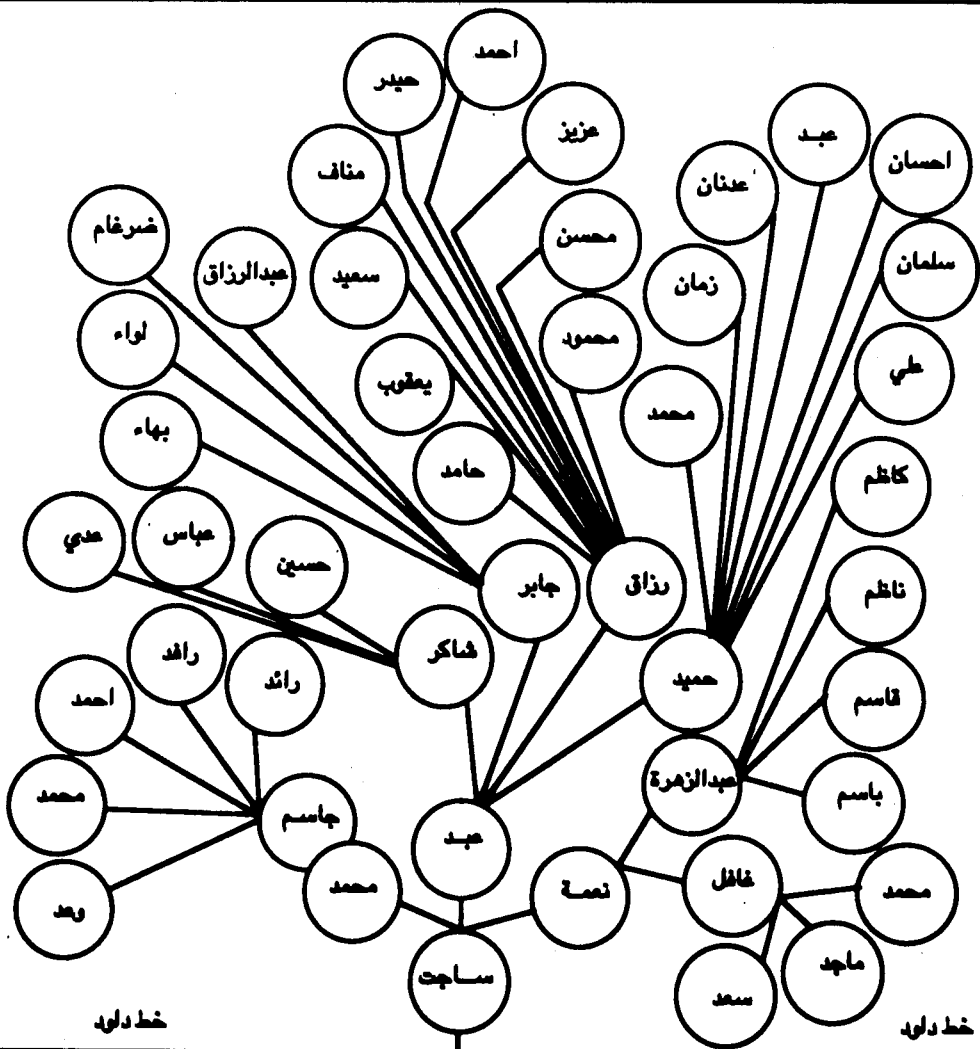 احمد
حيدر
عزيز
عبد
احسان
مناف
عدنان
محسن
ضرغام
عبدالرزاق
سعيد
زمان
سلمان
لواء
محمود
علي
يعقوب
محمد
بهاء
حامد
كاظم
عدي
عباس
حسين
جابر
رزاق
ناظم
رافد
رائد
شاكر
حميد
قاسم
احمد
عبدالزهرة
باسم
محمد
جاسم
عبد
وعد
محمد
نعمة
غافل
محمد
ساجت
سعد
ماجد
خط داود
خط داود